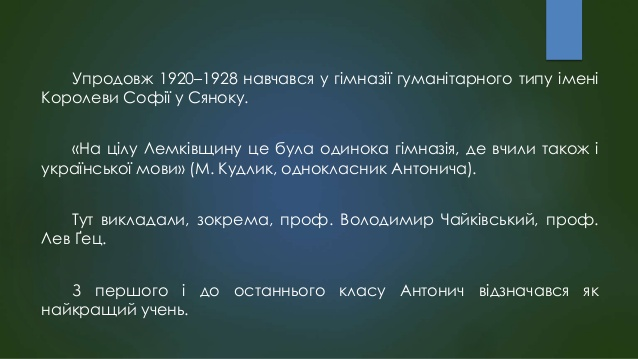 Упродовж 1920–1928 навчався у гімназії гуманітарного типу імені
Королеви Софії у Сяноку.
«На цілу Лемківщину це була одинока гімназія, де вчили також і
української мови» (М. Кудлик, однокласник Антонича).
Тут викладали, зокрема, проф. Володимир Чайківський, проф.
Лев Ґец.
З першого і до останнього класу Антонич відзначався як
найкращий учень.